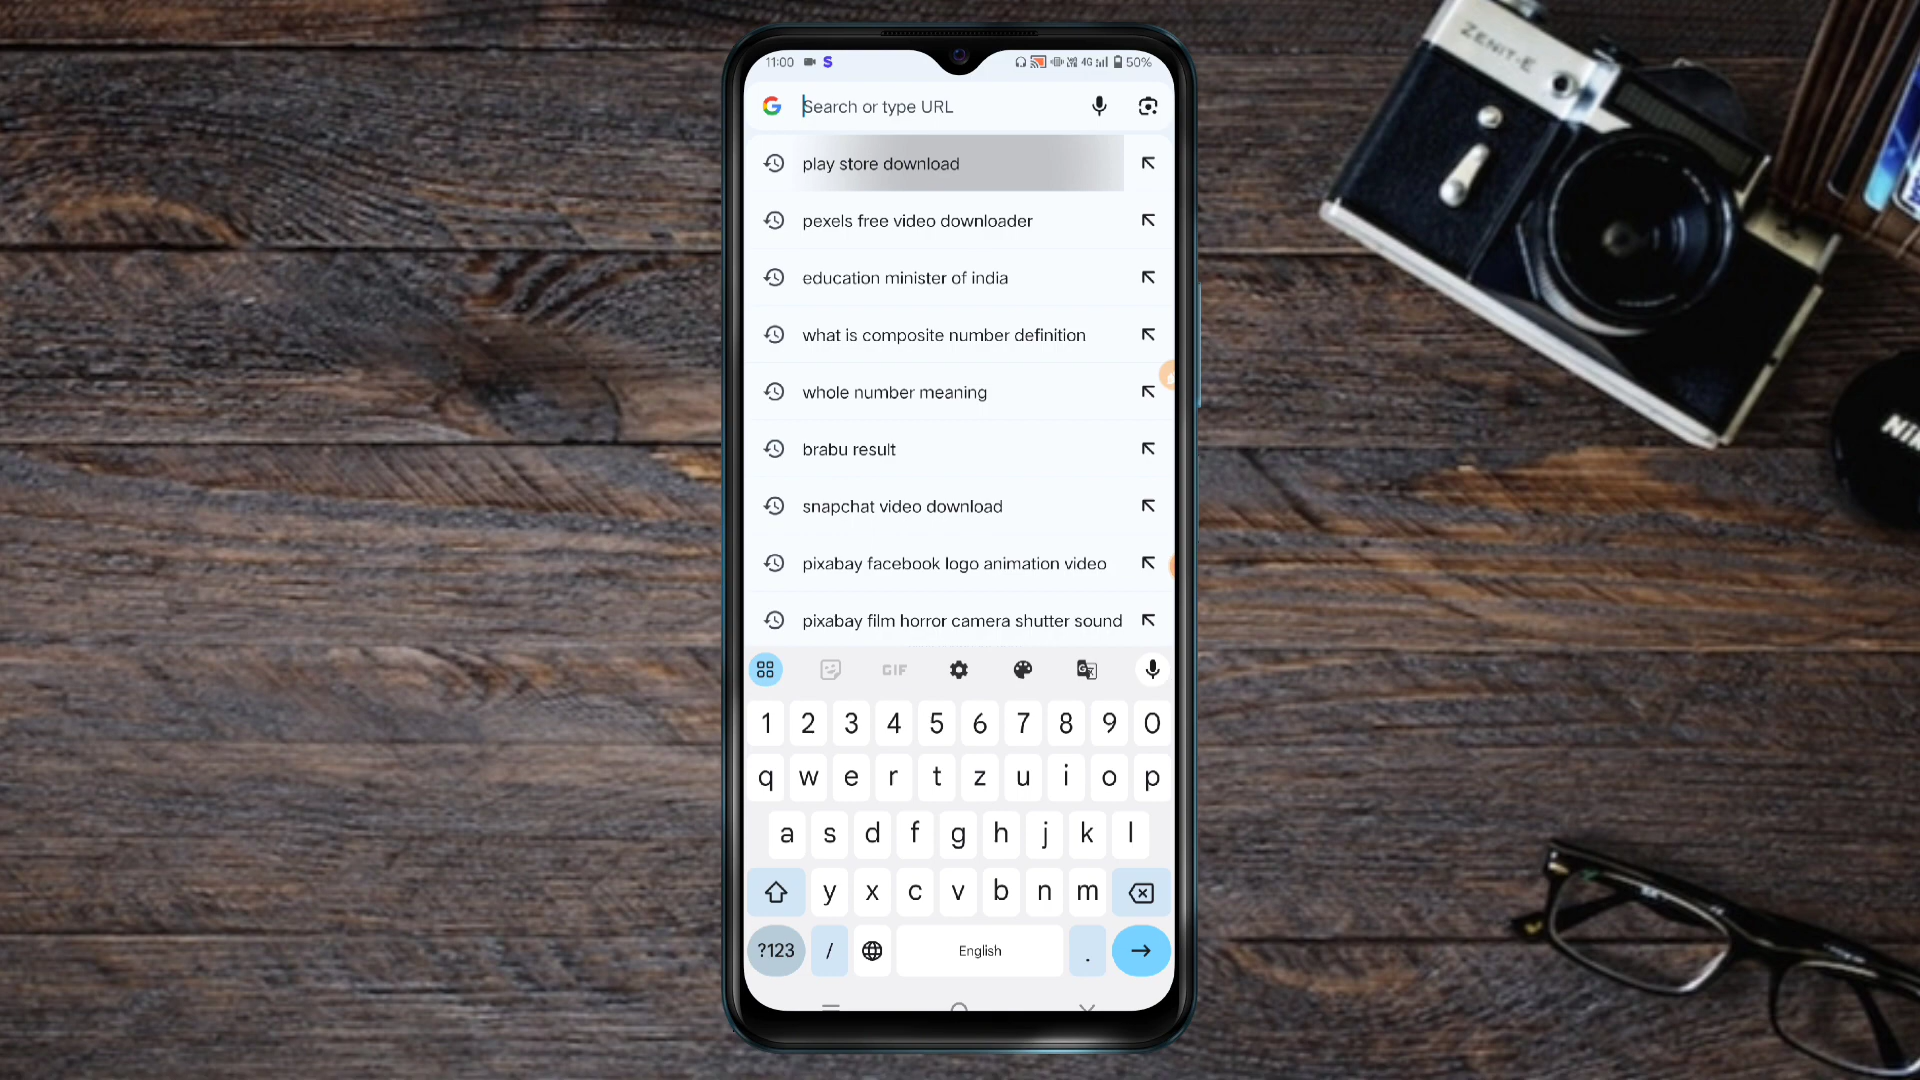 11:00 S 4G 50%
Search or type URL
play store download
pexels free video downloader
education minister of india
what is composite number definition
whole number meaning
brabu result
snapchat video download
pixabay facebook logo animation video
pixabay film horror camera shutter sound
GIF
1 2 3 4 5 6 7 8 9 0
q w e r t z u i o p
a s d f g h j k l
y x c v b n m
?123 / English .
ZENIT-E